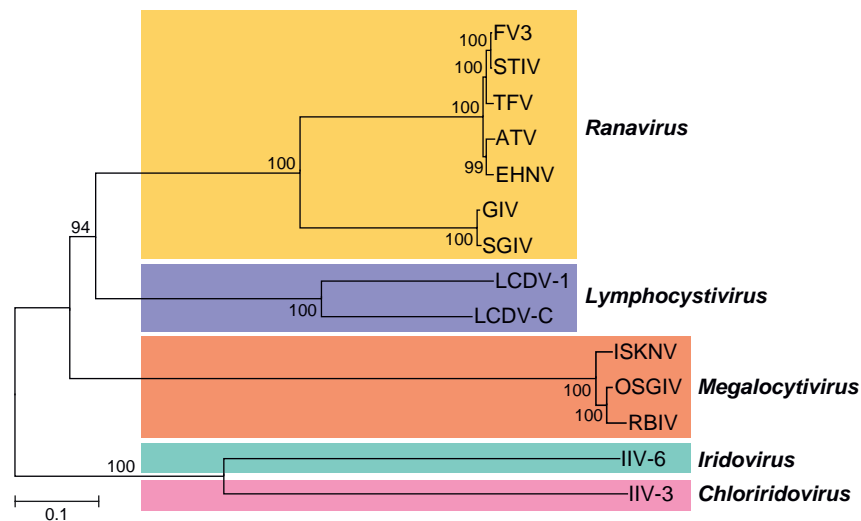 FV3
100
STIV
100
TFV
100
Ranavirus
ATV
99
EHNV
100
GIV
100
SGIV
94
LCDV-1
Lymphocystivirus
100
LCDV-C
ISKNV
100
OSGIV
Megalocytivirus
100
RBIV
100
IIV-6
Iridovirus
IIV-3
Chloriridovirus
0.1